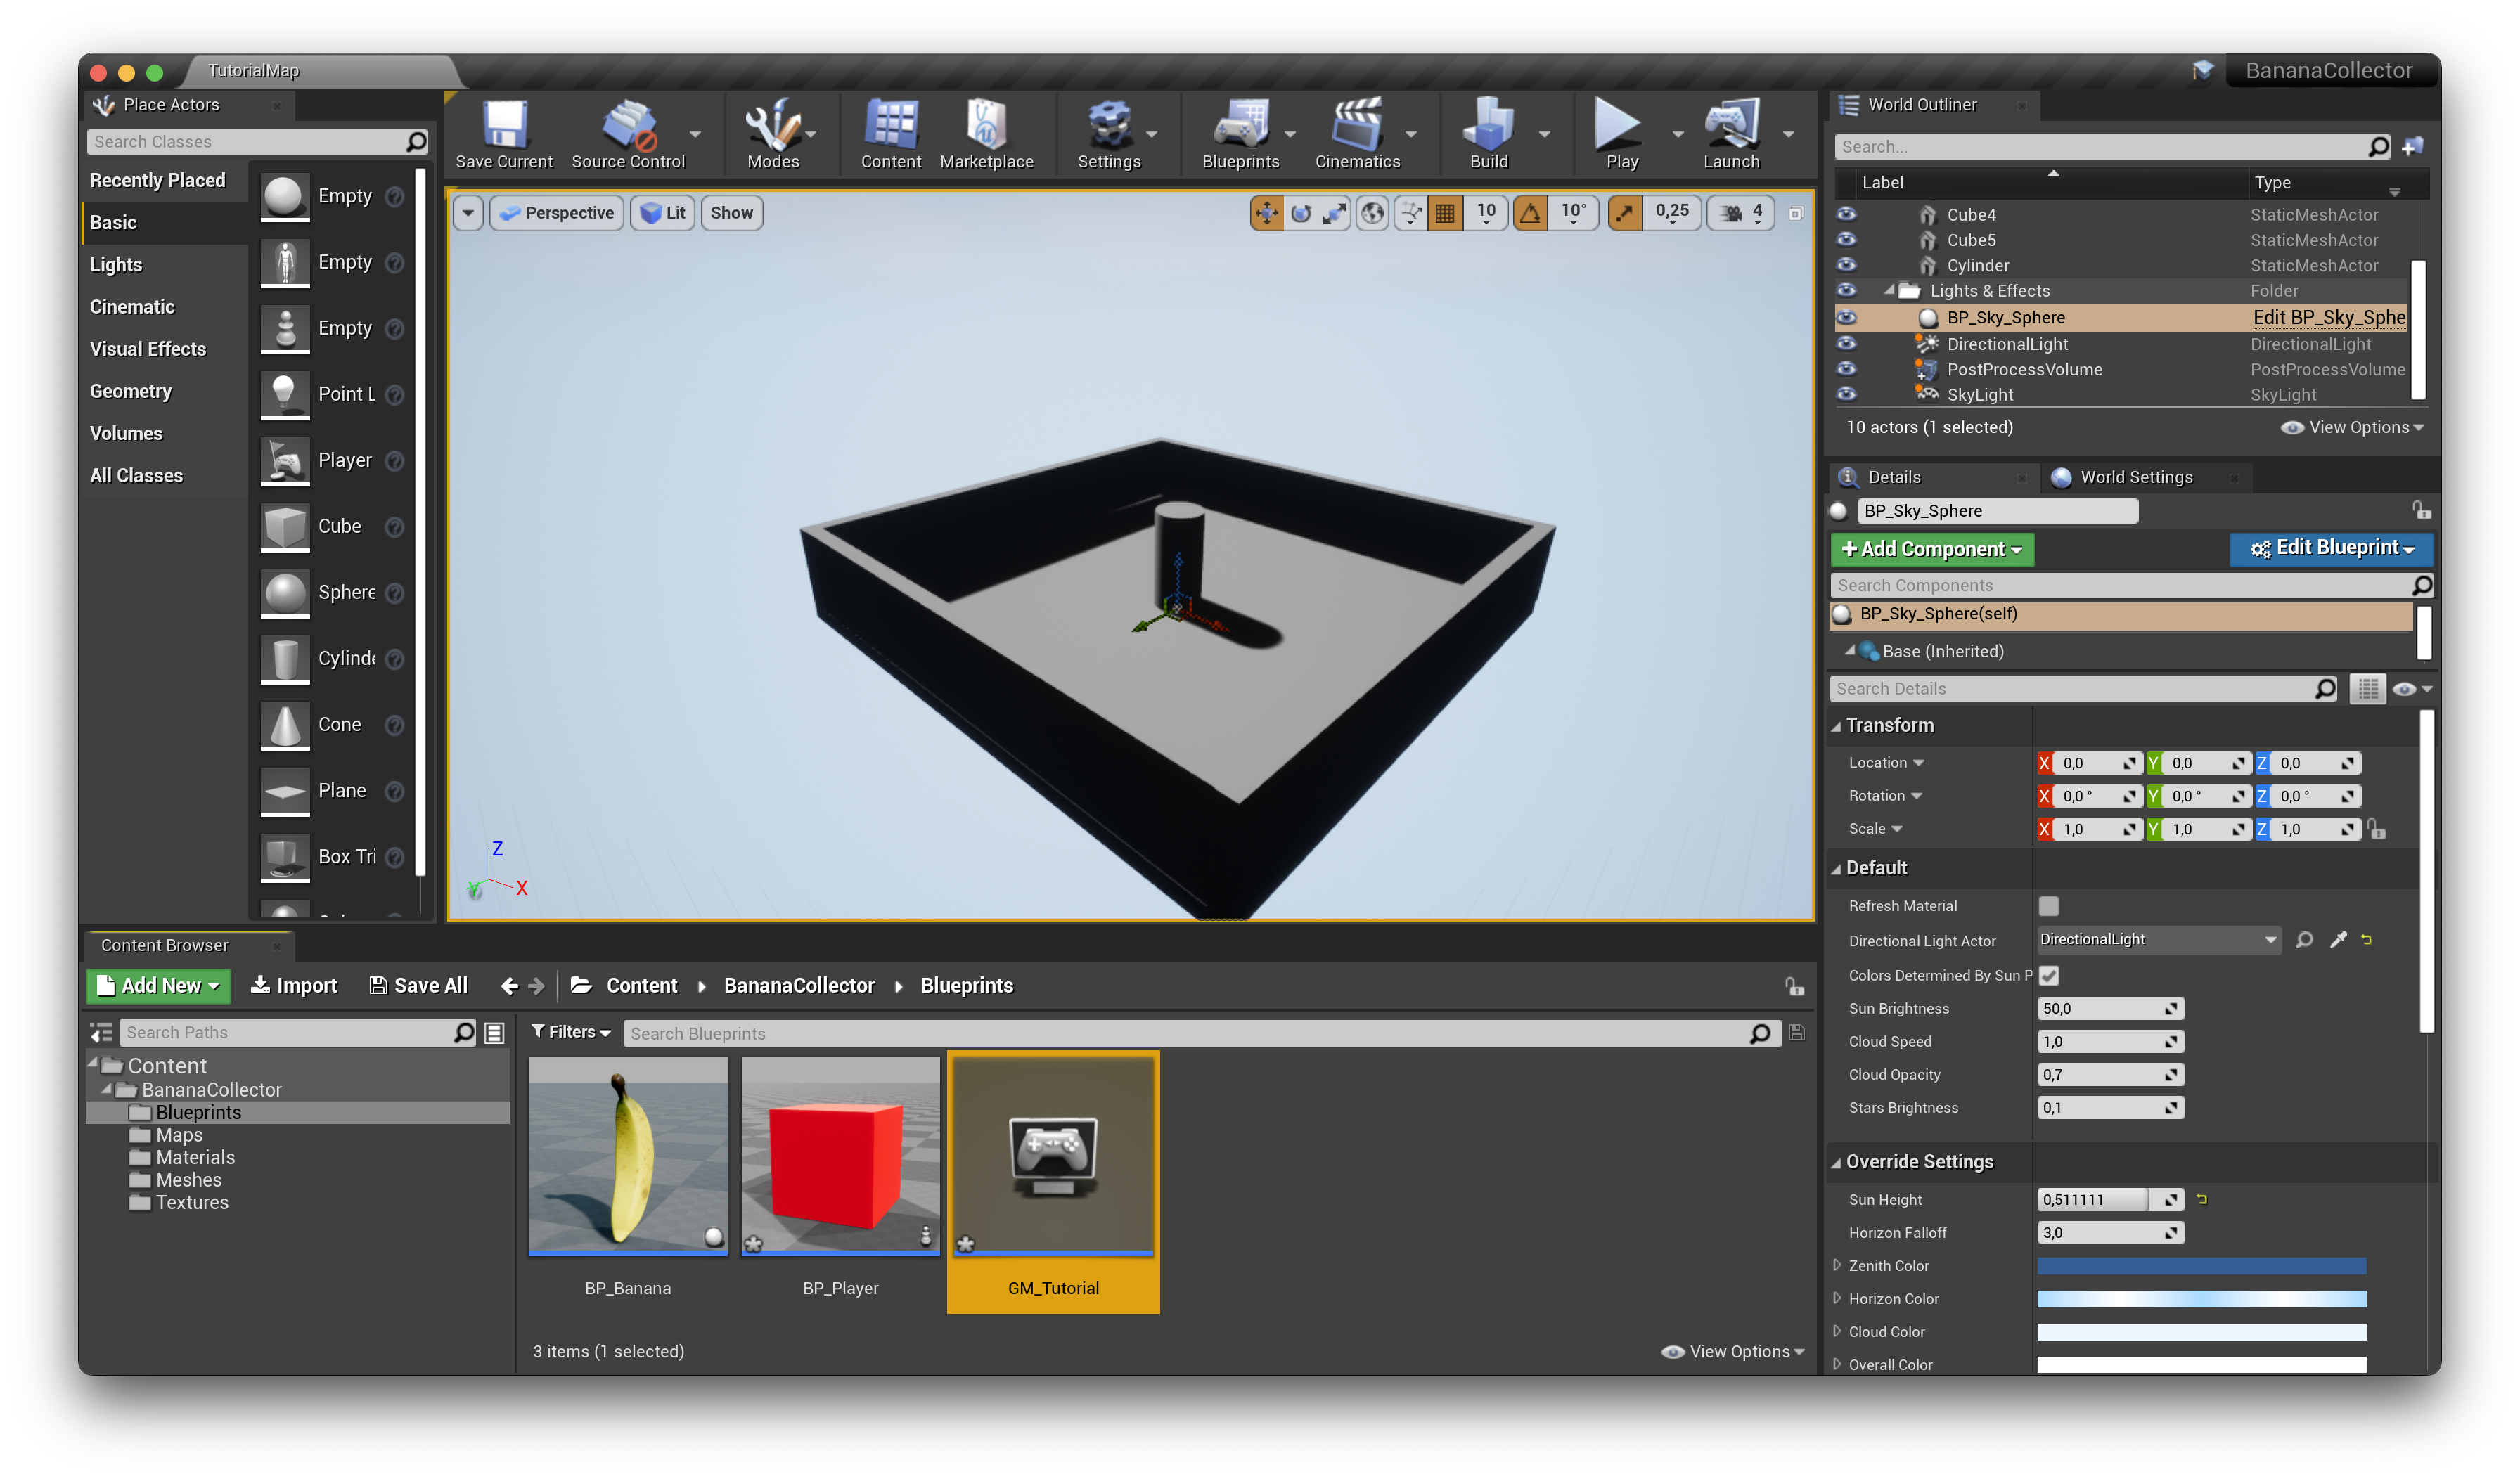 TutorialMap
BananaCollector
Place Actors
Search Classes
Recently Placed
Basic
Lights
Cinematic
Visual Effects
Geometry
Volumes
All Classes
Empty
Empty
Empty
Point L
Player
Cube
Sphere
Cylinde
Cone
Plane
Box Tri
Save Current
Source Control
Modes
Content
Marketplace
Settings
Blueprints
Cinematics
Build
Play
Launch
Perspective
Lit
Show
10
10°
0,25
4
Z
X
Y
World Outliner
Search...
Label Type
Cube4 StaticMeshActor
Cube5 StaticMeshActor
Cylinder StaticMeshActor
Lights & Effects Folder
BP_Sky_Sphere Edit BP_Sky_Sphe
DirectionalLight DirectionalLight
PostProcessVolume PostProcessVolume
SkyLight SkyLight
10 actors (1 selected) View Options
Details
World Settings
BP_Sky_Sphere
+ Add Component
Edit Blueprint
Search Components
BP_Sky_Sphere(self)
Base (Inherited)
Search Details
Transform
Location X 0,0 Y 0,0 Z 0,0
Rotation X 0,0 ° Y 0,0 ° Z 0,0 °
Scale X 1,0 Y 1,0 Z 1,0
Default
Refresh Material
Directional Light Actor DirectionalLight
Colors Determined By Sun P
Sun Brightness 50,0
Cloud Speed 1,0
Cloud Opacity 0,7
Stars Brightness 0,1
Override Settings
Sun Height 0,511111
Horizon Falloff 3,0
Zenith Color
Horizon Color
Cloud Color
Overall Color
Content Browser
Add New
Import
Save All
Content
BananaCollector
Blueprints
Search Paths
Content
BananaCollector
Blueprints
Maps
Materials
Meshes
Textures
Filters
Search Blueprints
BP_Banana
BP_Player
GM_Tutorial
3 items (1 selected)
View Options